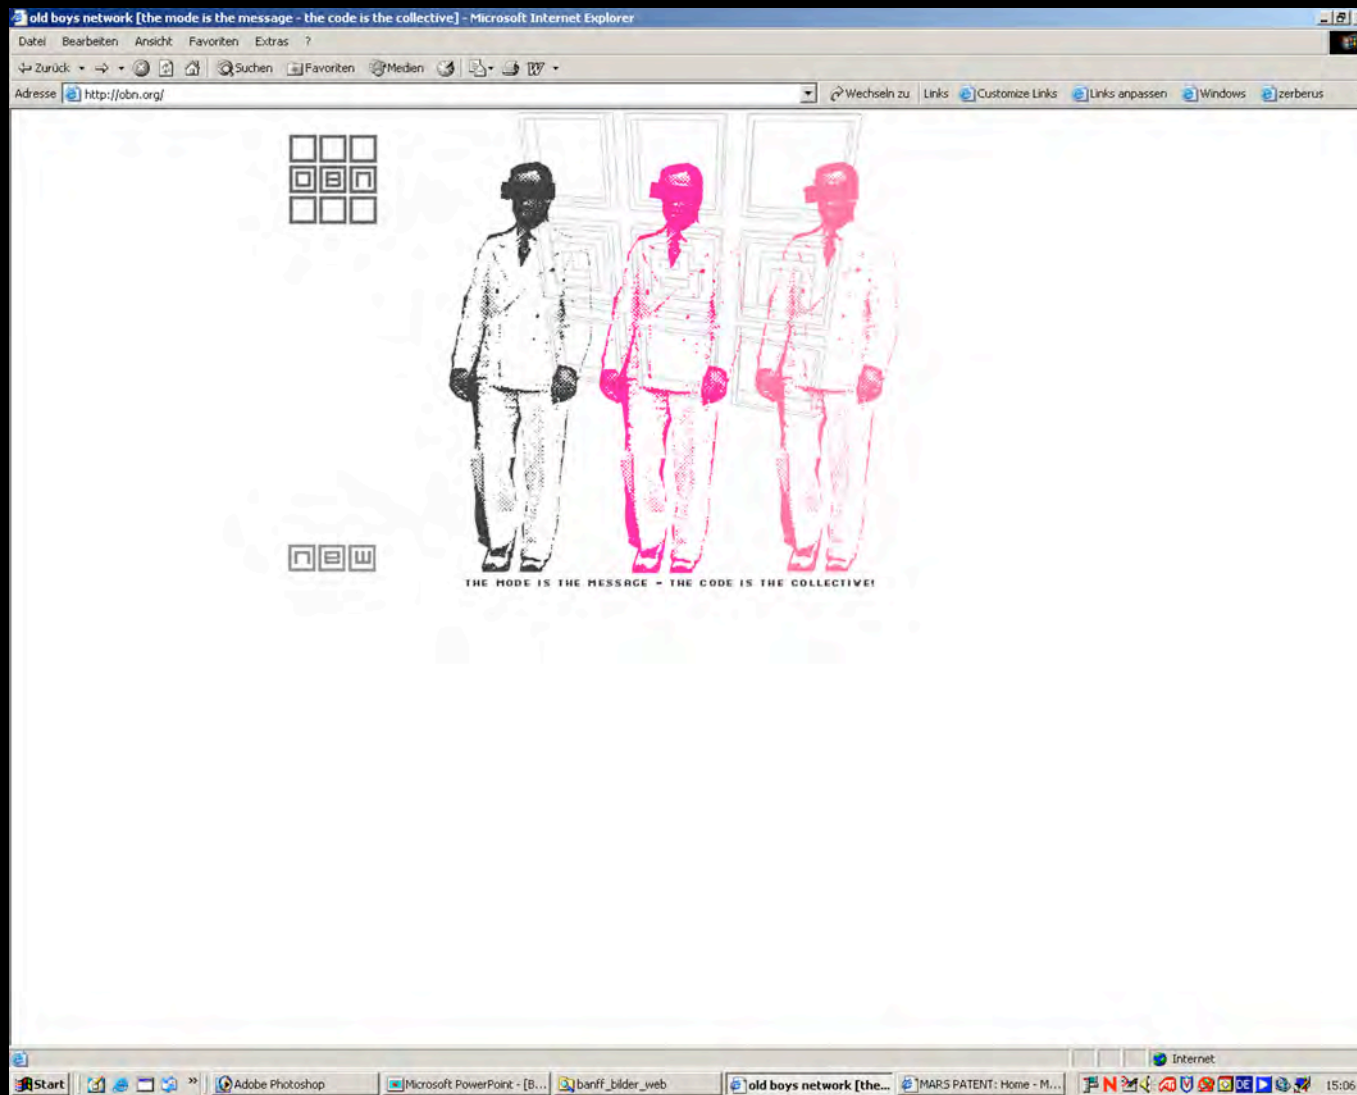 old boys network [the mode is the message - the code is the collective] - Microsoft Internet Explorer
Datei Bearbeiten Ansicht Favoriten Extras ?
Zurück Suchen Favoriten Medien
Adresse http://obn.org/ Wechseln zu Links Customize Links Links anpassen Windows zerberus
OBN
new
THE MODE IS THE MESSAGE - THE CODE IS THE COLLECTIVE!
Internet
Start » Adobe Photoshop Microsoft PowerPoint - [B... banff_bilder_web old boys network [the... MARS PATENT: Home - M... DE 15:06